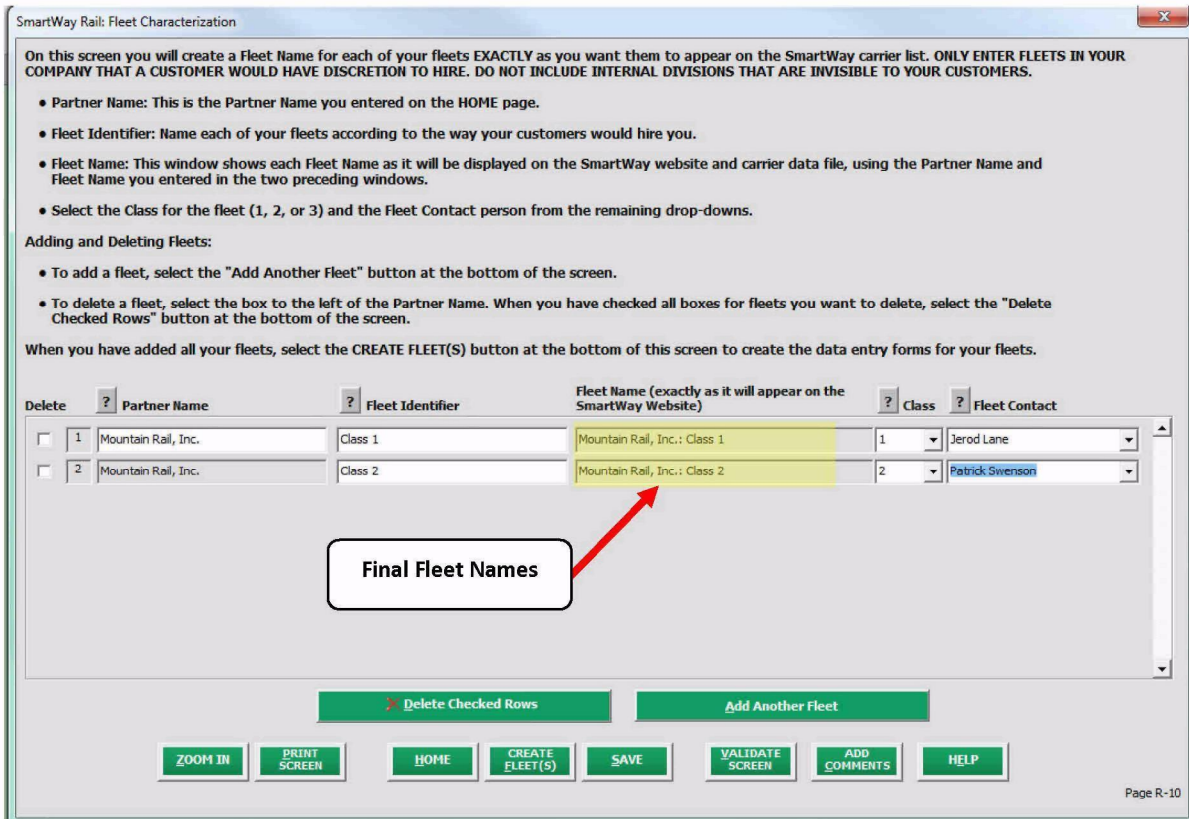 SmartWay Rail: Fleet Characterization
x
On this screen you will create a Fleet Name for each of your fleets EXACTLY as you want them to appear on the SmartWay carrier list. ONLY ENTER FLEETS IN YOUR
COMPANY THAT A CUSTOMER WOULD HAVE DISCRETION TO HIRE. DO NOT INCLUDE INTERNAL DIVISIONS THAT ARE INVISIBLE TO YOUR CUSTOMERS.
• Partner Name: This is the Partner Name you entered on the HOME page.
• Fleet Identifier: Name each of your fleets according to the way your customers would hire you.
• Fleet Name: This window shows each Fleet Name as it will be displayed on the SmartWay website and carrier data file, using the Partner Name and
Fleet Name you entered in the two preceding windows.
• Select the Class for the fleet (1, 2, or 3) and the Fleet Contact person from the remaining drop-downs.
Adding and Deleting Fleets:
• To add a fleet, select the "Add Another Fleet" button at the bottom of the screen.
• To delete a fleet, select the box to the left of the Partner Name. When you have checked all boxes for fleets you want to delete, select the "Delete
Checked Rows" button at the bottom of the screen.
When you have added all your fleets, select the CREATE FLEET(S) button at the bottom of this screen to create the data entry forms for your fleets.
Delete ? Partner Name ? Fleet Identifier Fleet Name (exactly as it will appear on the
SmartWay Website) ? Class ? Fleet Contact
1 Mountain Rail, Inc. Class 1 Mountain Rail, Inc.: Class 1 1 Jerod Lane
2 Mountain Rail, Inc. Class 2 Mountain Rail, Inc.: Class 2 2 Patrick Swenson
Final Fleet Names
Delete Checked Rows Add Another Fleet
ZOOM IN PRINT SCREEN HOME CREATE FLEET(S) SAVE VALIDATE SCREEN ADD COMMENTS HELP
Page R-10